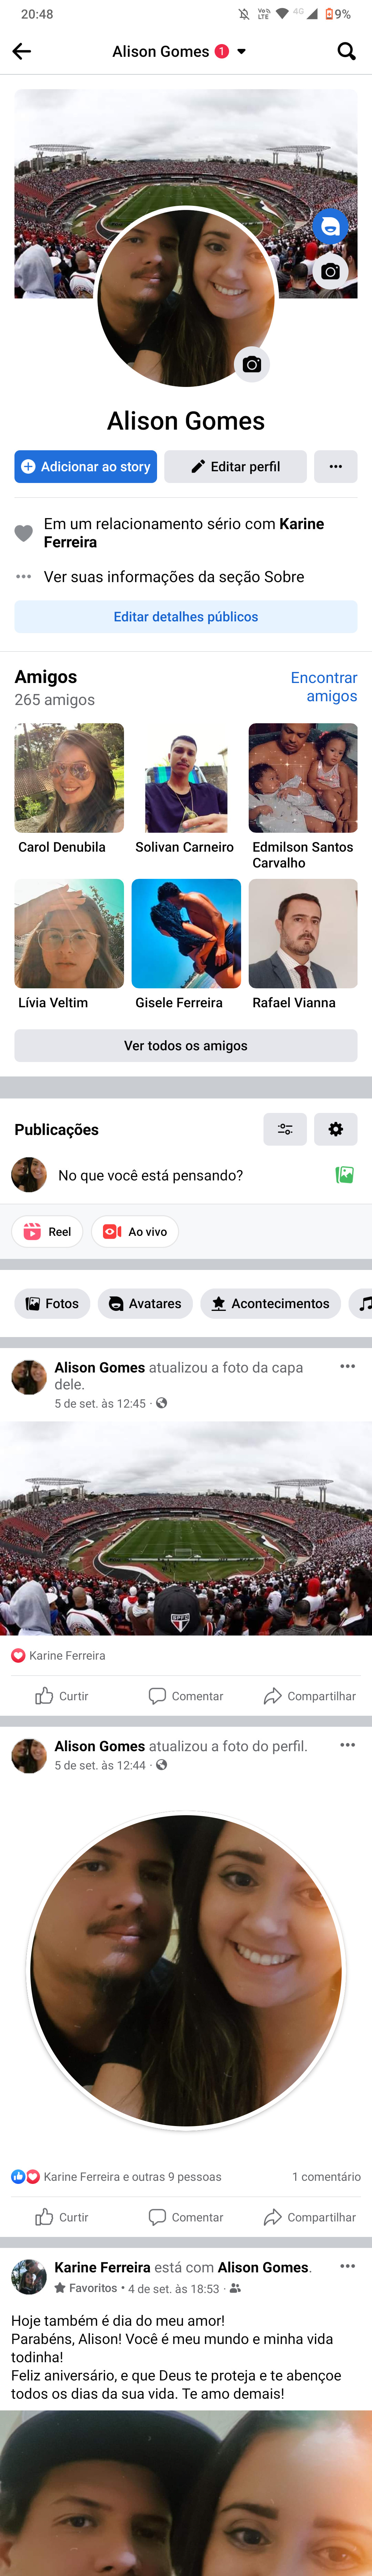 20:48
Vo LTE
4G
9%
Alison Gomes 1
Alison Gomes
Adicionar ao story
Editar perfil
Em um relacionamento sério com Karine
Ferreira
Ver suas informações da seção Sobre
Editar detalhes públicos
Amigos
265 amigos
Encontrar
amigos
Carol Denubila
Solivan Carneiro
Edmilson Santos
Carvalho
Lívia Veltim
Gisele Ferreira
Rafael Vianna
Ver todos os amigos
Publicações
No que você está pensando?
Reel
Ao vivo
Fotos
Avatares
Acontecimentos
Alison Gomes atualizou a foto da capa
dele.
5 de set. às 12:45 ·
SPFC
Karine Ferreira
Curtir
Comentar
Compartilhar
Alison Gomes atualizou a foto do perfil.
5 de set. às 12:44 ·
Karine Ferreira e outras 9 pessoas
1 comentário
Curtir
Comentar
Compartilhar
Karine Ferreira está com Alison Gomes.
Favoritos • 4 de set. às 18:53 ·
Hoje também é dia do meu amor!
Parabéns, Alison! Você é meu mundo e minha vida
todinha!
Feliz aniversário, e que Deus te proteja e te abençoe
todos os dias da sua vida. Te amo demais!